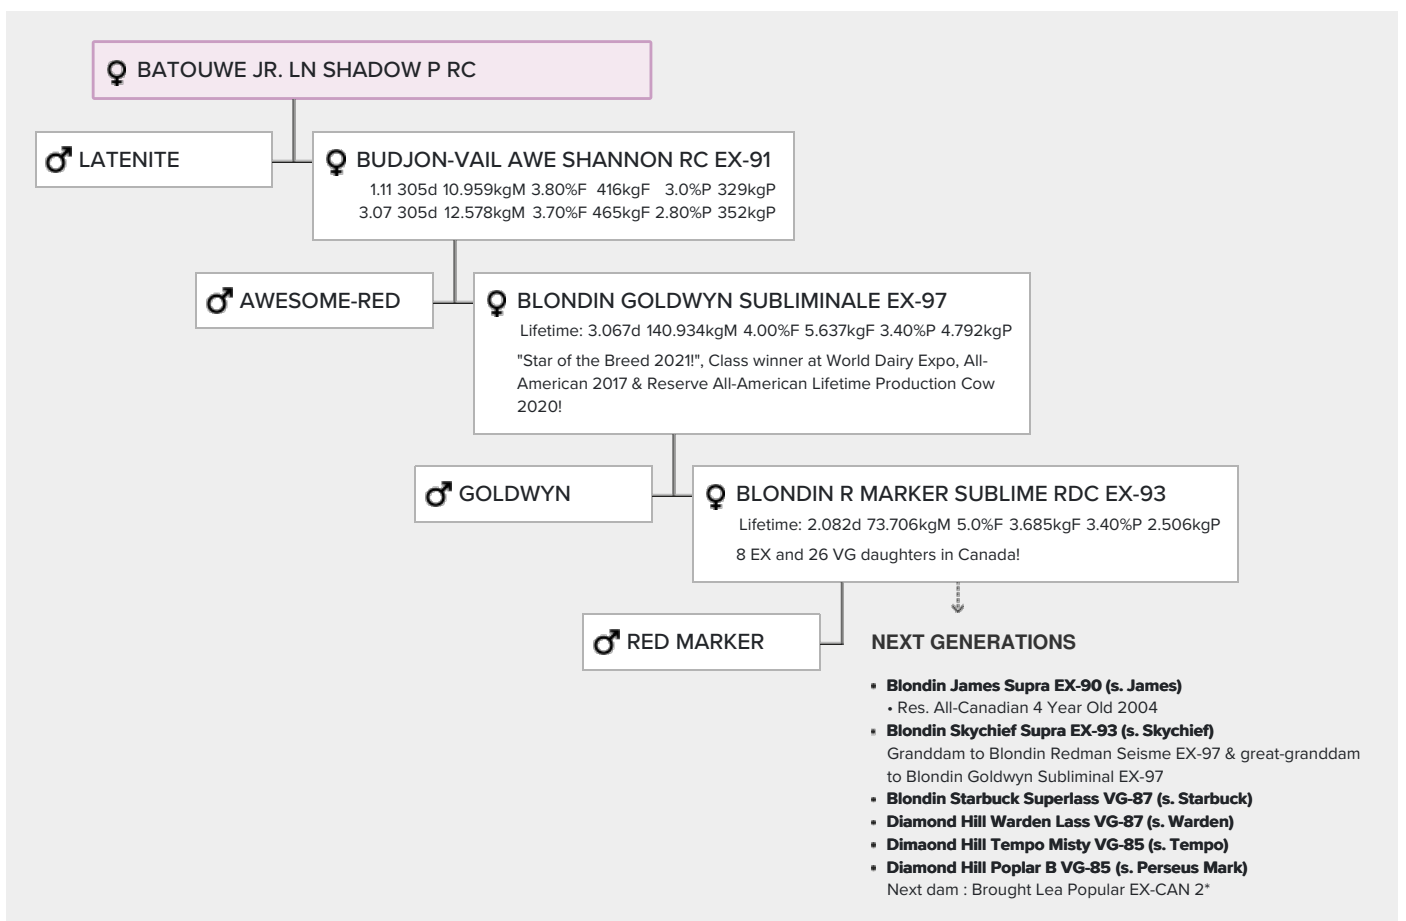 BATOUWE JR. LN SHADOW P RC
LATENITE
BUDJON-VAIL AWE SHANNON RC EX-91
1.11 305d 10.959kgM 3.80%F 416kgF 3.0%P 329kgP
3.07 305d 12.578kgM 3.70%F 465kgF 2.80%P 352kgP
AWESOME-RED
BLONDIN GOLDWYN SUBLIMINALE EX-97
Lifetime: 3.067d 140.934kgM 4.00%F 5.637kgF 3.40%P 4.792kgP
"Star of the Breed 2021!", Class winner at World Dairy Expo, All-
American 2017 & Reserve All-American Lifetime Production Cow
2020!
GOLDWYN
BLONDIN R MARKER SUBLIME RDC EX-93
Lifetime: 2.082d 73.706kgM 5.0%F 3.685kgF 3.40%P 2.506kgP
8 EX and 26 VG daughters in Canada!
RED MARKER
NEXT GENERATIONS
• Blondin James Supra EX-90 (s. James)
• Res. All-Canadian 4 Year Old 2004
• Blondin Skychief Supra EX-93 (s. Skychief)
Granddam to Blondin Redman Seisme EX-97 & great-granddam
to Blondin Goldwyn Subliminal EX-97
• Blondin Starbuck Superlass VG-87 (s. Starbuck)
• Diamond Hill Warden Lass VG-87 (s. Warden)
• Dimaond Hill Tempo Misty VG-85 (s. Tempo)
• Diamond Hill Poplar B VG-85 (s. Perseus Mark)
Next dam : Brought Lea Popular EX-CAN 2*